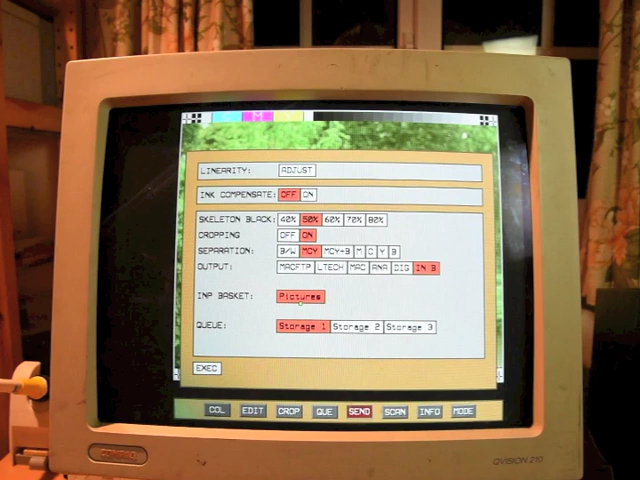 M
LINEARITY: ADJUST
INK COMPENSATE: OFF ON
SKELETON BLACK: 40% 50% 60% 70% 80%
CROPPING OFF ON
SEPARATION: B/W MCY MCY+B M C Y B
OUTPUT: MACFTP LTECH MAC ANA DIG IN B
INP BASKET: Pictures
QUEUE: Storage 1 Storage 2 Storage 3
EXEC
COL EDIT CROP QUE SEND SCAN INFO MODE
COMPAQ QVISION 210